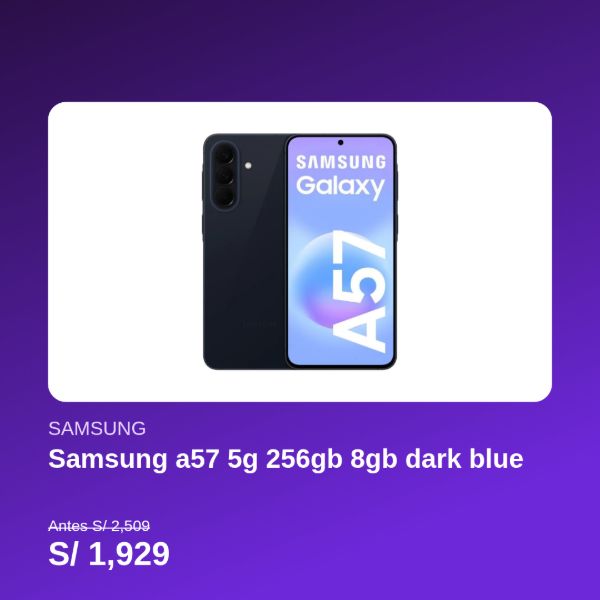 SAMSUNG
Galaxy
A57
SAMSUNG
Samsung a57 5g 256gb 8gb dark blue
Antes S/ 2,509
S/ 1,929